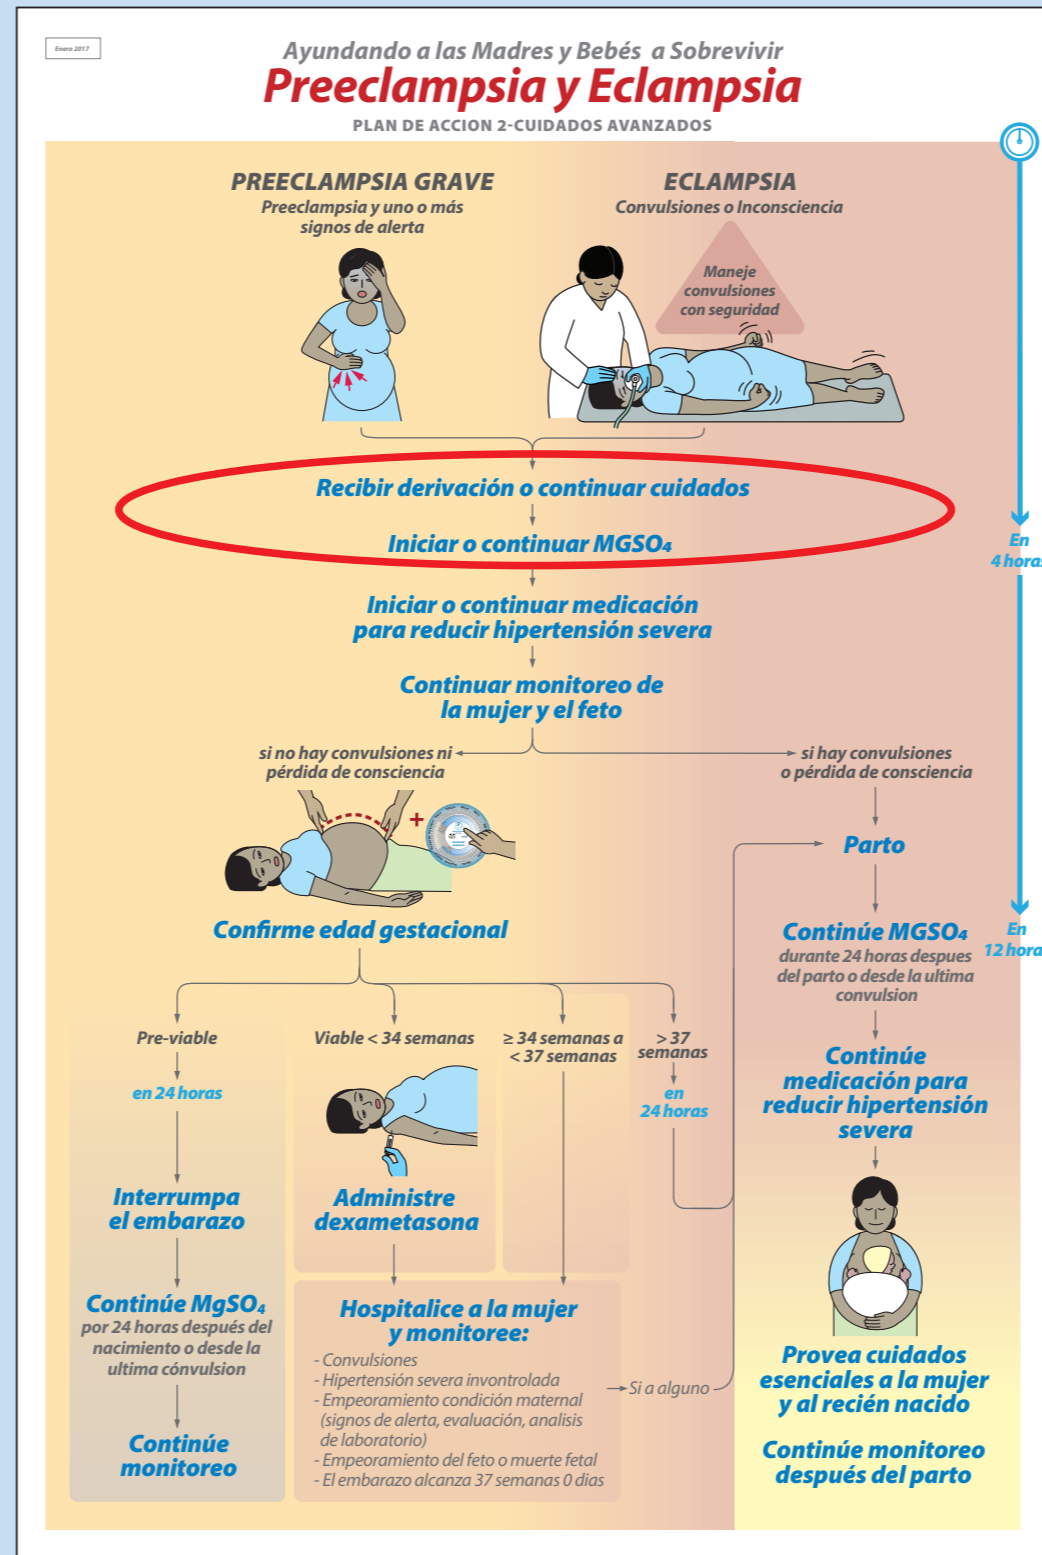 Enero 2017
Ayundando a las Madres y Bebés a Sobrevivir
Preeclampsia y Eclampsia
PLAN DE ACCION 2-CUIDADOS AVANZADOS
PREECLAMPSIA GRAVE
Preeclampsia y uno o más
signos de alerta
ECLAMPSIA
Convulsiones o Inconsciencia
Maneje
convulsiones
con seguridad
Recibir derivación o continuar cuidados
Iniciar o continuar MGSO₄
En
4 horas
Iniciar o continuar medicación
para reducir hipertensión severa
Continuar monitoreo de
la mujer y el feto
si no hay convulsiones ni
pérdida de consciencia
si hay convulsiones
o pérdida de consciencia
+
Confirme edad gestacional
Parto
Continúe MGSO₄
durante 24 horas despues
del parto o desde la ultima
convulsion
En
12 hora
Pre-viable
en 24 horas
Interrumpa
el embarazo
Continúe MgSO₄
por 24 horas después del
nacimiento o desde la
ultima cónvulsion
Continúe
monitoreo
Viable < 34 semanas
Administre
dexametasona
≥ 34 semanas a
< 37 semanas
> 37
semanas
en
24 horas
Hospitalice a la mujer
y monitoree:
- Convulsiones
- Hipertensión severa invontrolada
- Empeoramiento condición maternal
(signos de alerta, evaluación, analisis
de laboratorio)
- Empeoramiento del feto o muerte fetal
- El embarazo alcanza 37 semanas 0 dias
Si a alguno
Continúe
medicación para
reducir hipertensión
severa
Provea cuidados
esenciales a la mujer
y al recién nacido
Continúe monitoreo
después del parto